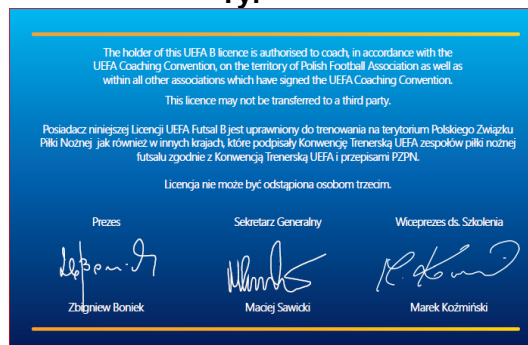 The holder of this UEFA B licence is authorised to coach, in accordance with the
UEFA Coaching Convention, on the territory of Polish Football Association as well as
within all other associations which have signed the UEFA Coaching Convention.
This licence may not be transferred to a third party.
Posiadacz niniejszej Licencji UEFA Futsal B jest uprawniony do trenowania na terytorium Polskiego Związku
Piłki Nożnej jak również w innych krajach, które podpisały Konwencję Trenerską UEFA zespołów piłki nożnej
futsalu zgodnie z Konwencją Trenerską UEFA i przepisami PZPN.
Licencja nie może być odstąpiona osobom trzecim.
Prezes Sekretarz Generalny Wiceprezes ds. Szkolenia
Zbigniew Boniek Maciej Sawicki Marek Koźmiński